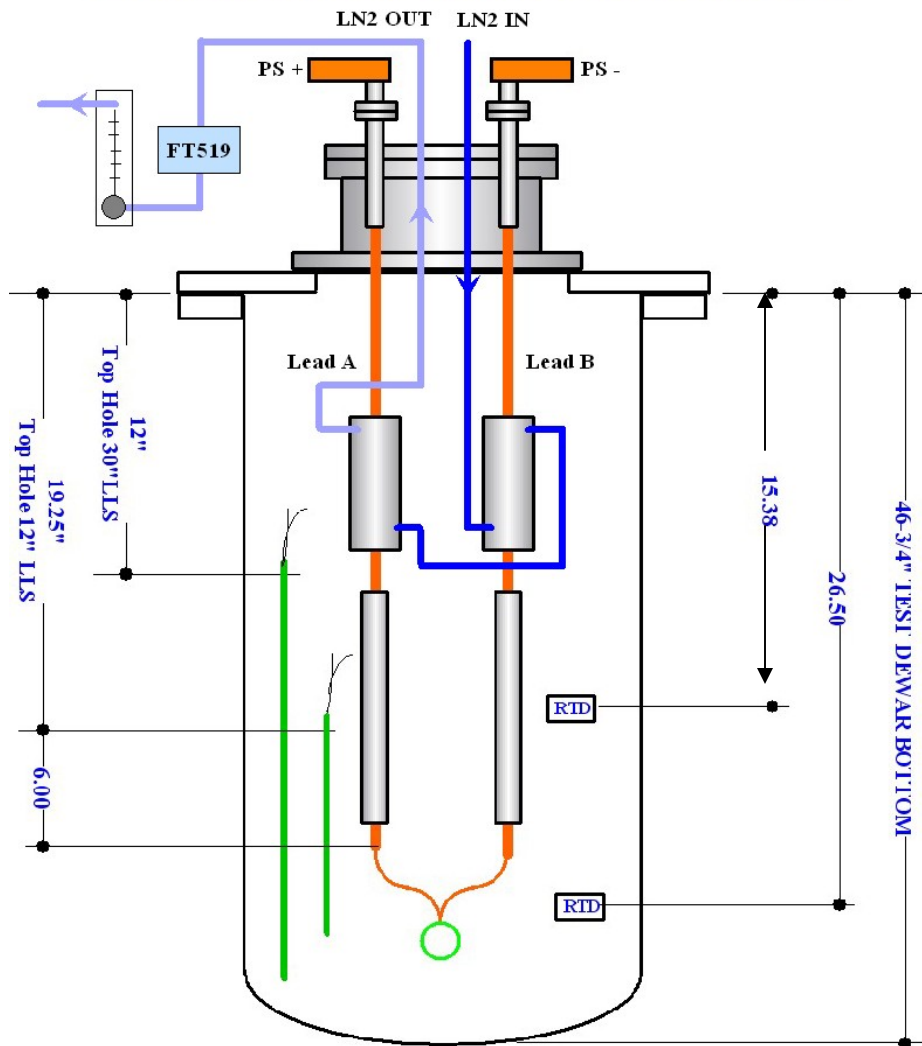 LN2 OUT
LN2 IN
PS +
PS -
FT519
Lead A
Lead B
12"
Top Hole 30"LLS
19.25"
Top Hole 12" LLS
6.00
15.38
26.50
46-3/4" TEST DEWAR BOTTOM
RTD
RTD